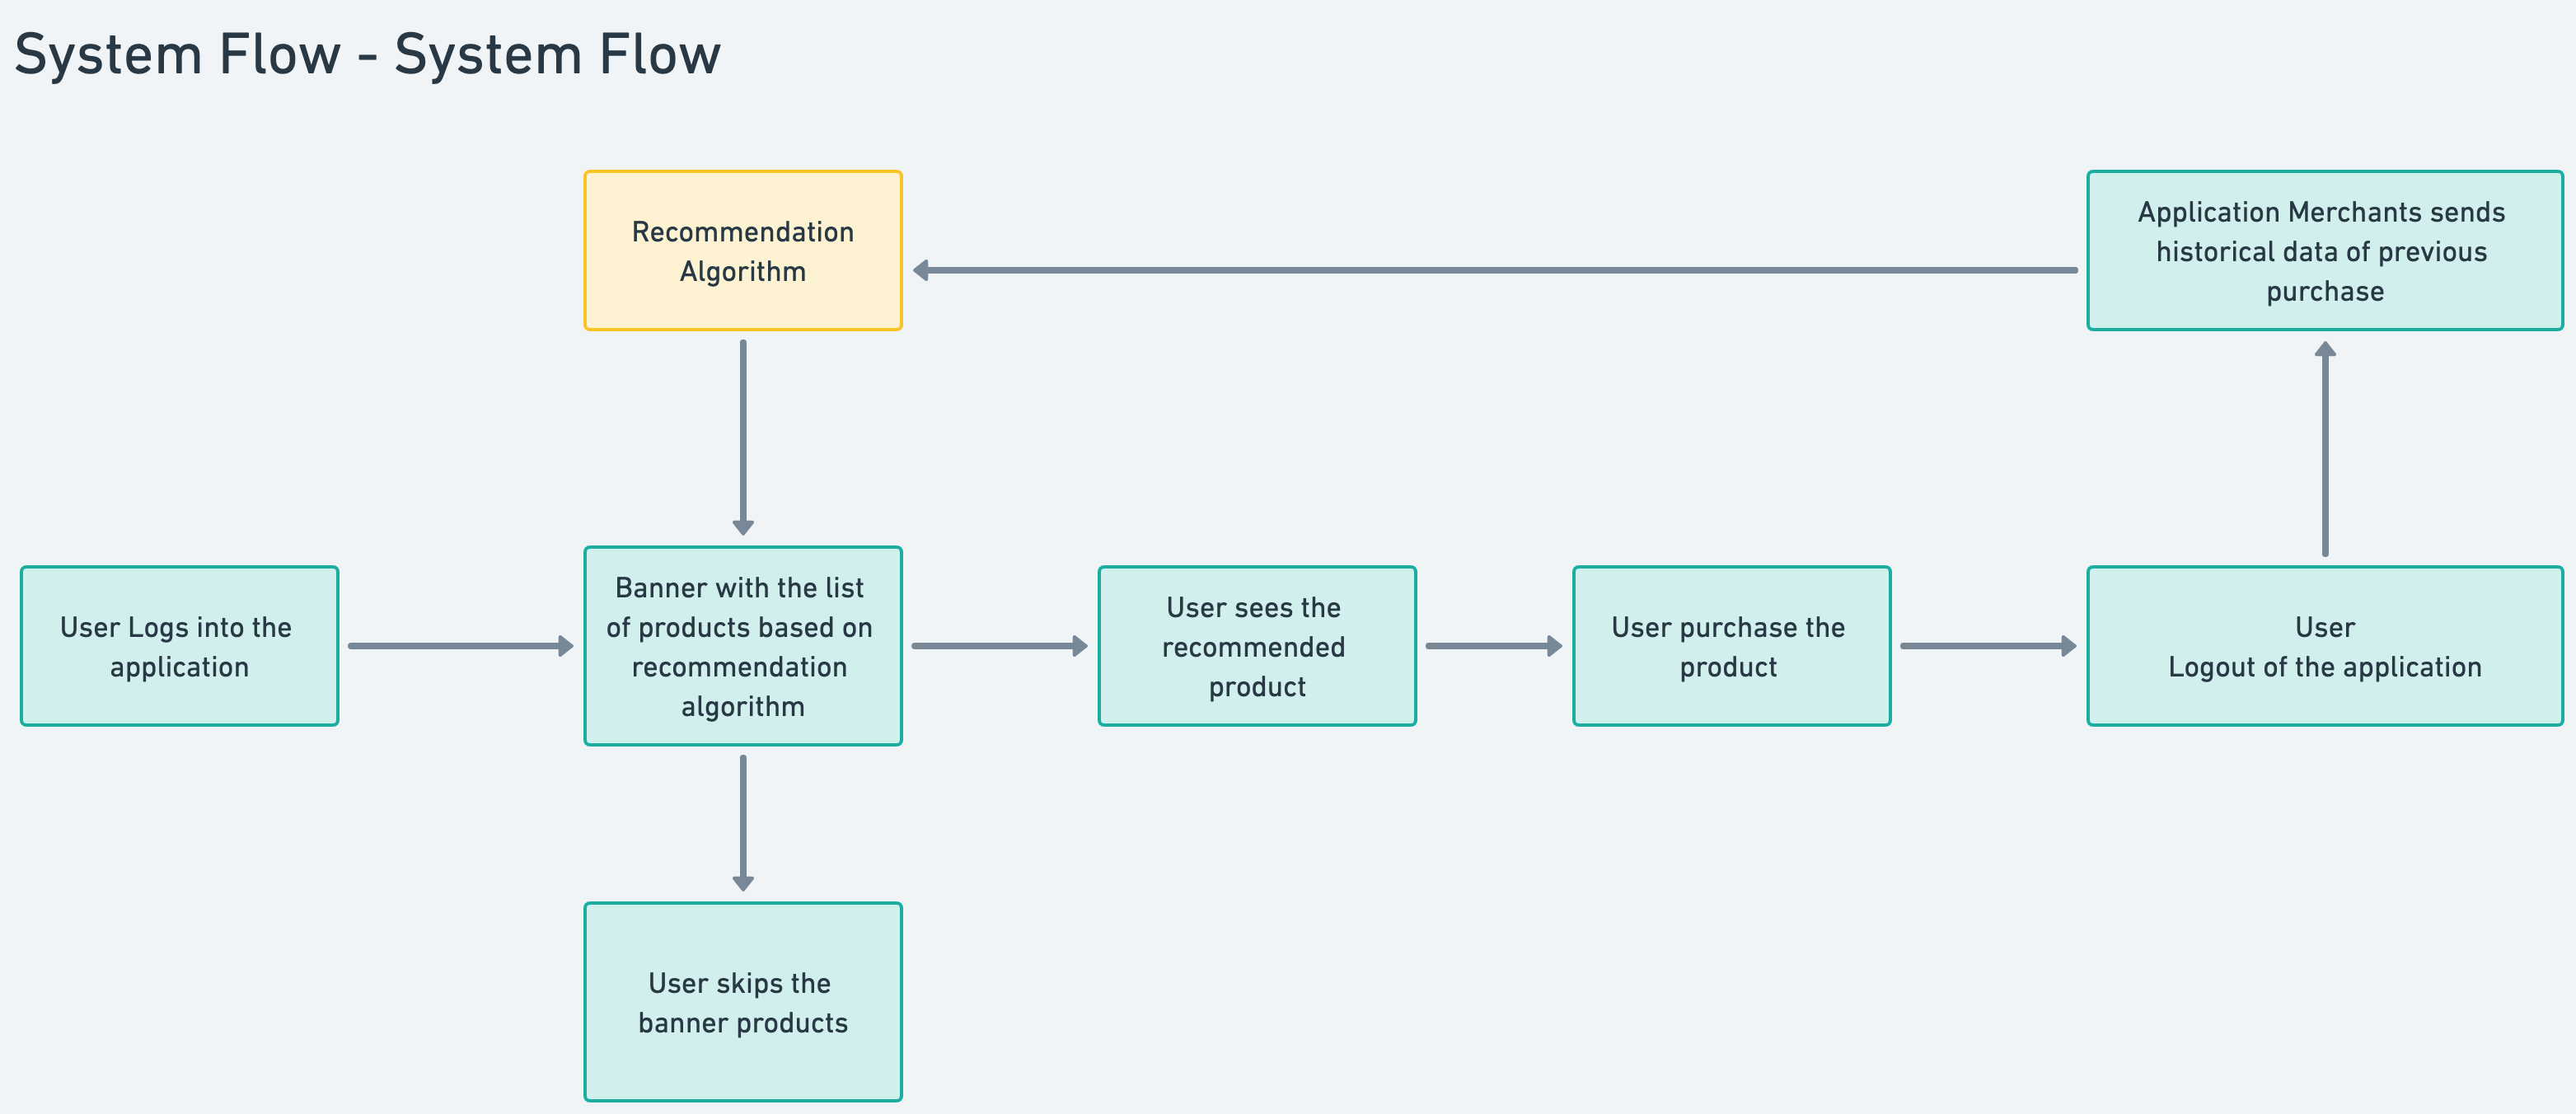 System Flow - System Flow
Recommendation
Algorithm
Application Merchants sends
historical data of previous
purchase
User Logs into the
application
Banner with the list
of products based on
recommendation
algorithm
User sees the
recommended
product
User purchase the
product
User
Logout of the application
User skips the
banner products